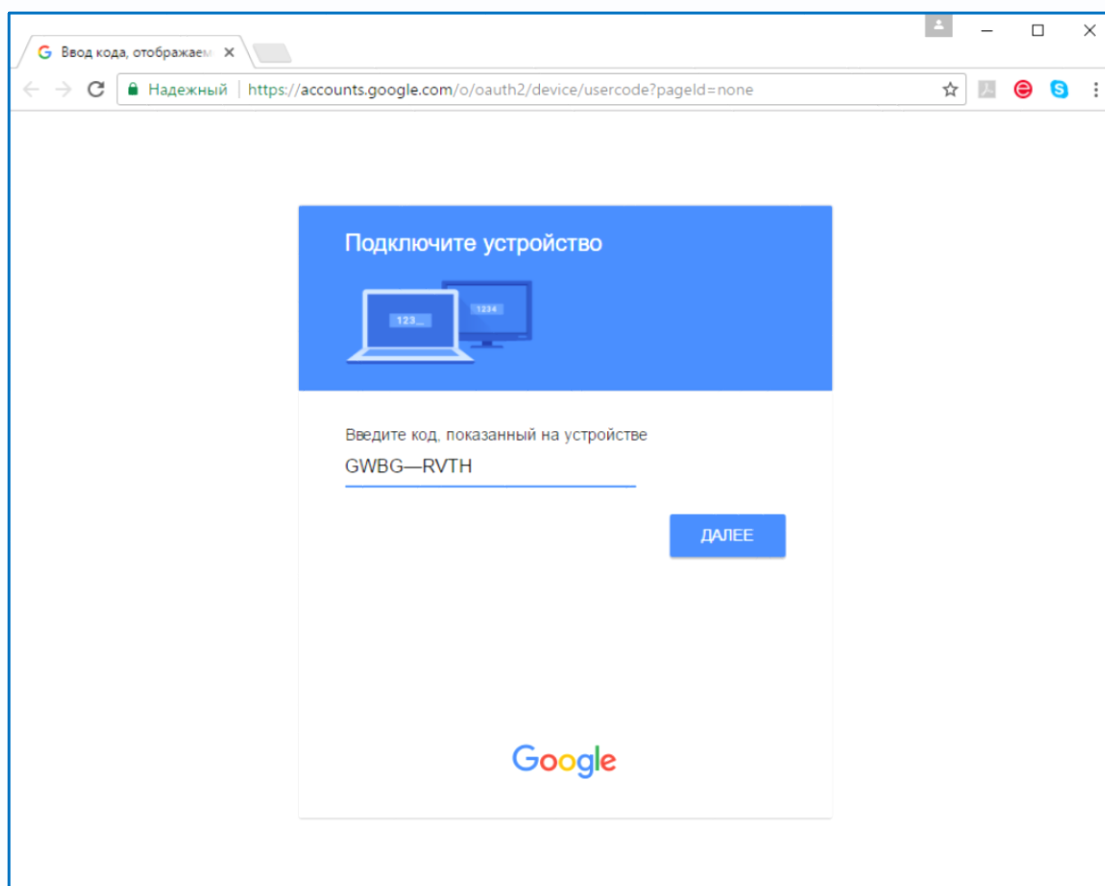 Ввод кода, отображаем
Надежный https://accounts.google.com/o/oauth2/device/usercode?pageId=none
Подключите устройство
1234
123_
Введите код, показанный на устройстве
GWBG—RVTH
ДАЛЕЕ
Google